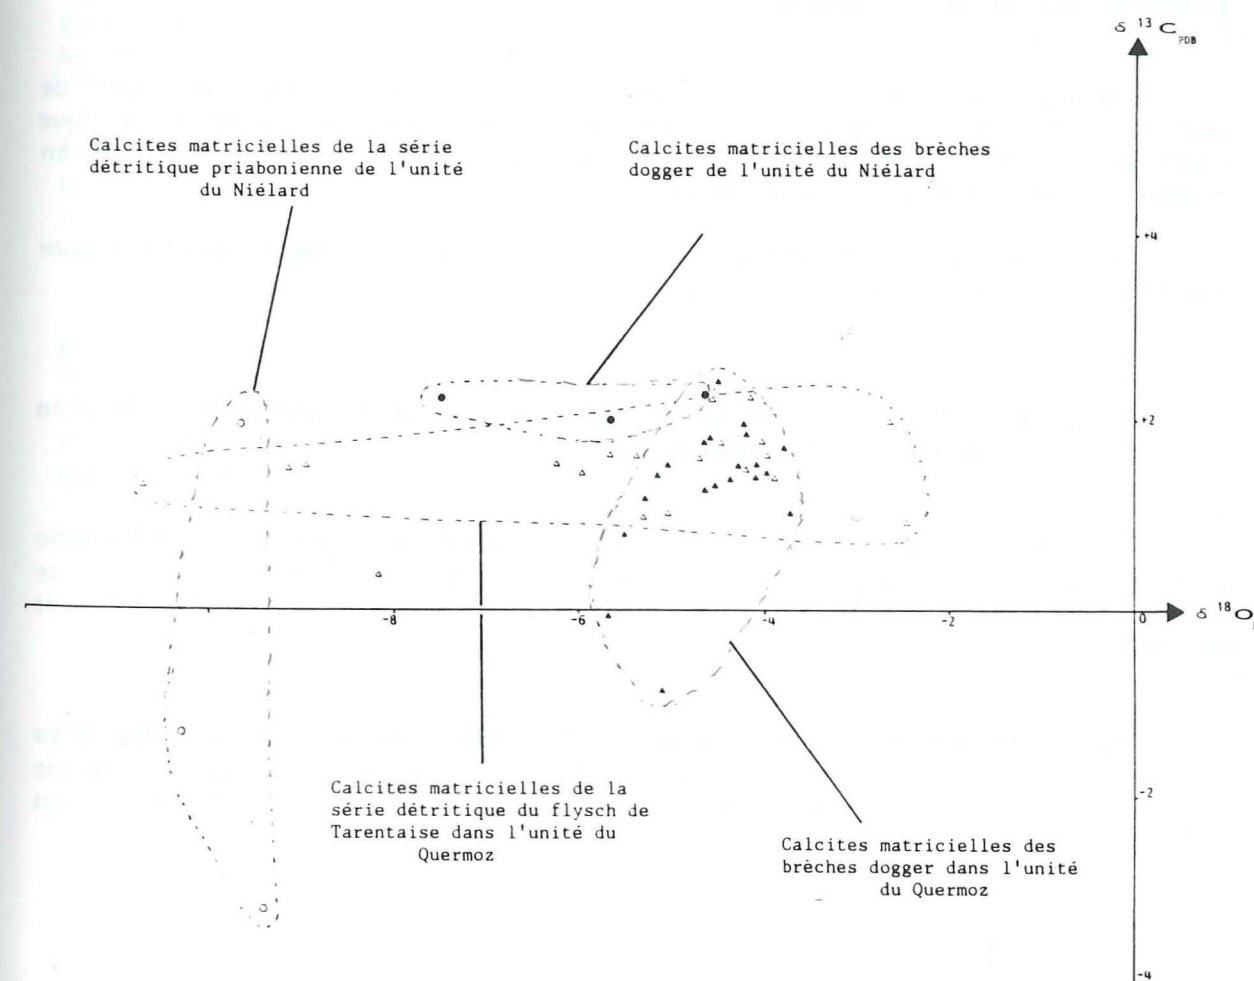 δ 13 C PDB
Calcites matricielles de la série
détritique priabonienne de l'unité
du Niélard
Calcites matricielles des brèches
dogger de l'unité du Niélard
+4
+2
-8
-6
-4
-2
0
δ 18 O
-2
Calcites matricielles de la
série détritique du flysch de
Tarentaise dans l'unité du
Quermoz
Calcites matricielles des
brèches dogger dans l'unité
du Quermoz
-4